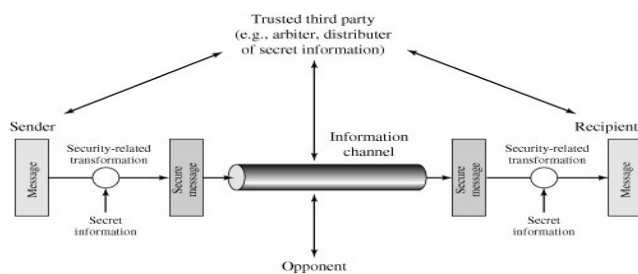 Trusted third party
(e.g., arbiter, distributer
of secret information)
Sender
Recipient
Information
channel
Security-related
transformation
Security-related
transformation
Message
Secure
message
Secure
message
Message
Secret
information
Secret
information
Opponent